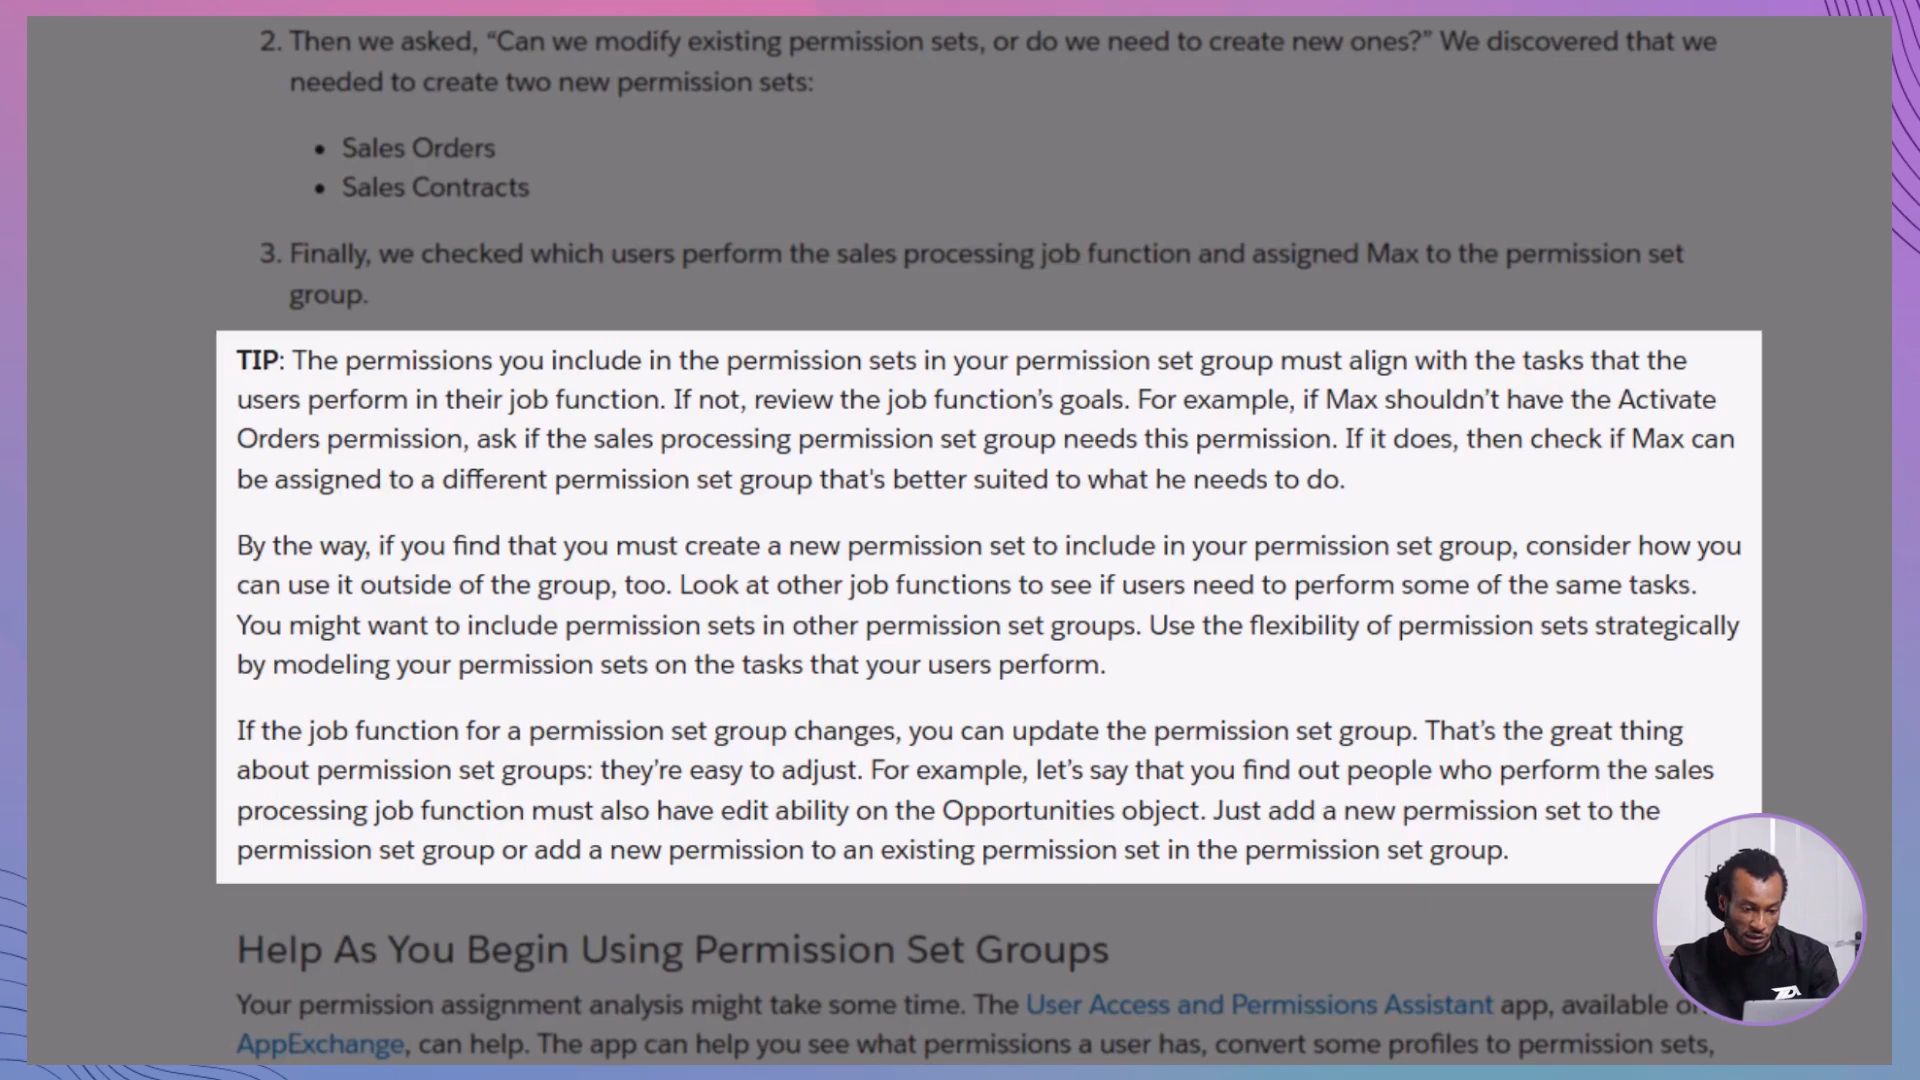 2. Then we asked, “Can we modify existing permission sets, or do we need to create new ones?” We discovered that we
needed to create two new permission sets:
• Sales Orders
• Sales Contracts
3. Finally, we checked which users perform the sales processing job function and assigned Max to the permission set
group.
TIP: The permissions you include in the permission sets in your permission set group must align with the tasks that the
users perform in their job function. If not, review the job function’s goals. For example, if Max shouldn’t have the Activate
Orders permission, ask if the sales processing permission set group needs this permission. If it does, then check if Max can
be assigned to a different permission set group that's better suited to what he needs to do.
By the way, if you find that you must create a new permission set to include in your permission set group, consider how you
can use it outside of the group, too. Look at other job functions to see if users need to perform some of the same tasks.
You might want to include permission sets in other permission set groups. Use the flexibility of permission sets strategically
by modeling your permission sets on the tasks that your users perform.
If the job function for a permission set group changes, you can update the permission set group. That’s the great thing
about permission set groups: they’re easy to adjust. For example, let’s say that you find out people who perform the sales
processing job function must also have edit ability on the Opportunities object. Just add a new permission set to the
permission set group or add a new permission to an existing permission set in the permission set group.
Help As You Begin Using Permission Set Groups
Your permission assignment analysis might take some time. The User Access and Permissions Assistant app, available
AppExchange, can help. The app can help you see what permissions a user has, convert some profiles to permission sets,